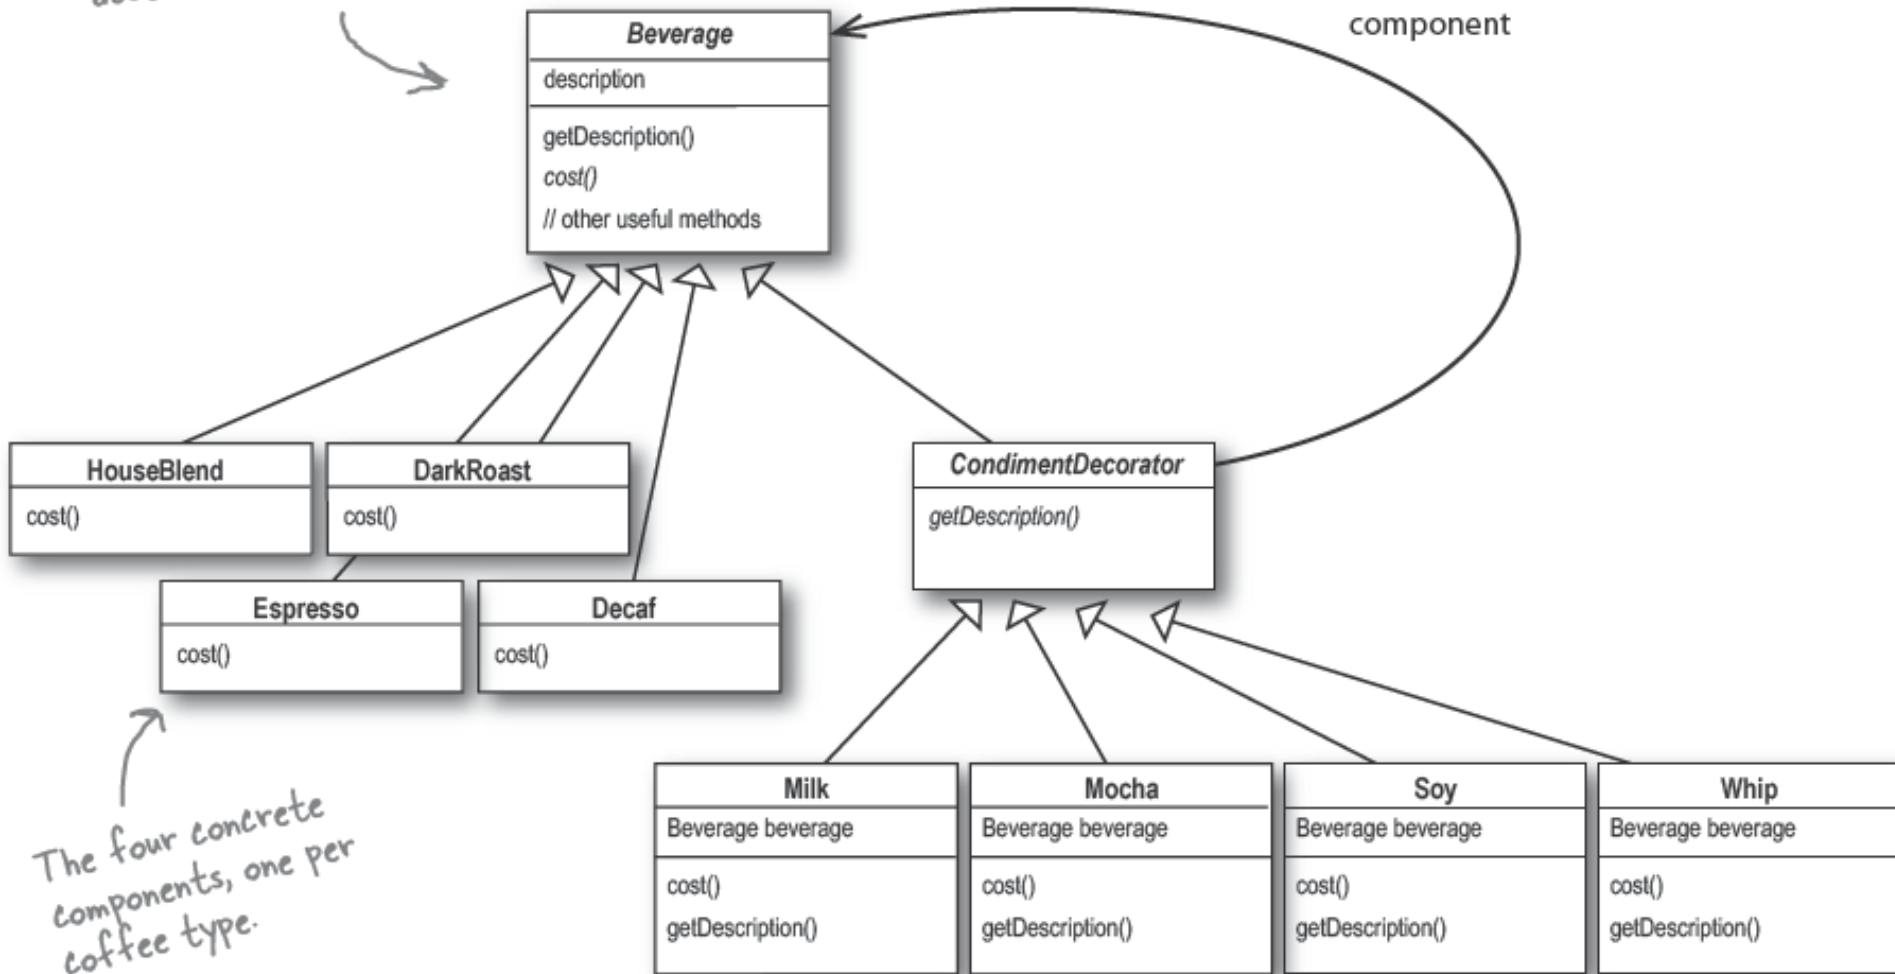 component
Beverage
description
getDescription()
cost()
// other useful methods
HouseBlend
cost()
DarkRoast
cost()
CondimentDecorator
getDescription()
Espresso
cost()
Decaf
cost()
The four concrete
components, one per
coffee type.
Milk
Beverage beverage
cost()
getDescription()
Mocha
Beverage beverage
cost()
getDescription()
Soy
Beverage beverage
cost()
getDescription()
Whip
Beverage beverage
cost()
getDescription()